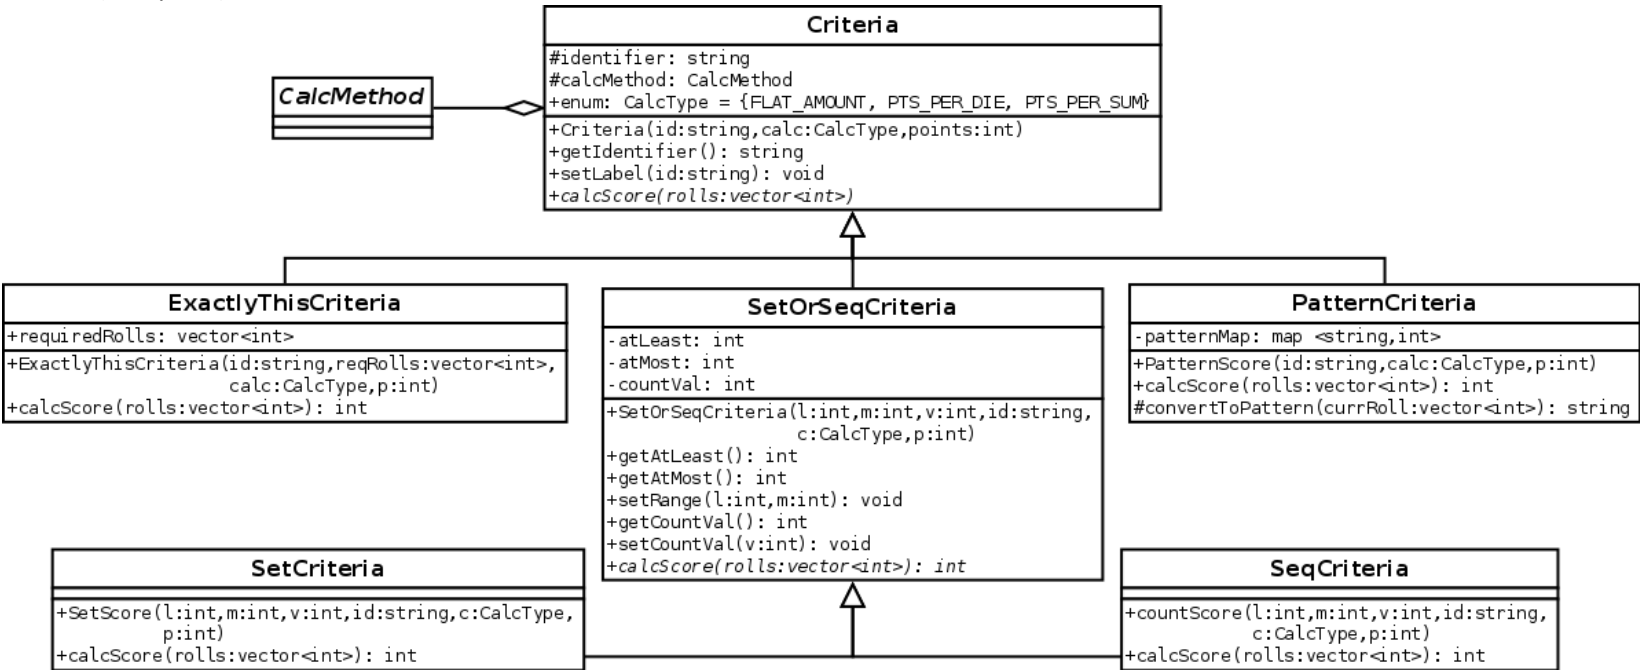 Criteria
#identifier: string
#calcMethod: CalcMethod
+enum: CalcType = {FLAT_AMOUNT, PTS_PER_DIE, PTS_PER_SUM}
+Criteria(id:string,calc:CalcType,points:int)
+getIdentifier(): string
+setLabel(id:string): void
+calcScore(rolls:vector<int>)
CalcMethod
ExactlyThisCriteria
+requiredRolls: vector<int>
+ExactlyThisCriteria(id:string,reqRolls:vector<int>,
calc:CalcType,p:int)
+calcScore(rolls:vector<int>): int
SetOrSeqCriteria
-atLeast: int
-atMost: int
-countVal: int
+SetOrSeqCriteria(l:int,m:int,v:int,id:string,
c:CalcType,p:int)
+getAtLeast(): int
+getAtMost(): int
+setRange(l:int,m:int): void
+getCountVal(): int
+setCountVal(v:int): void
+calcScore(rolls:vector<int>): int
PatternCriteria
-patternMap: map <string,int>
+PatternScore(id:string,calc:CalcType,p:int)
+calcScore(rolls:vector<int>): int
#convertToPattern(currRoll:vector<int>): string
SetCriteria
+SetScore(l:int,m:int,v:int,id:string,c:CalcType,
p:int)
+calcScore(rolls:vector<int>): int
SeqCriteria
+countScore(l:int,m:int,v:int,id:string,
c:CalcType,p:int)
+calcScore(rolls:vector<int>): int